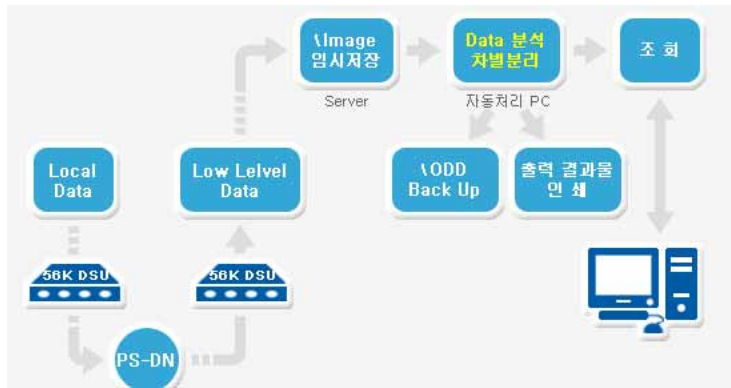 \Image
임시저장
Data 분석
차별분리
조 회
Server
자동처리 PC
Local
Data
Low Lelvel
Data
\ODD
Back Up
출력 결과물
인 쇄
56K DSU
56K DSU
PS-DN